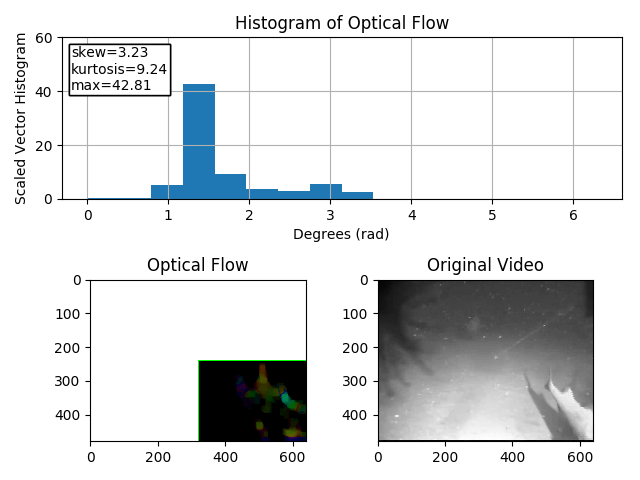 Histogram of Optical Flow
Scaled Vector Histogram
60
40
20
0
skew=3.23
kurtosis=9.24
max=42.81
0 1 2 3 4 5 6
Degrees (rad)
Optical Flow
0
100
200
300
400
0 200 400 600
Original Video
0
100
200
300
400
0 200 400 600